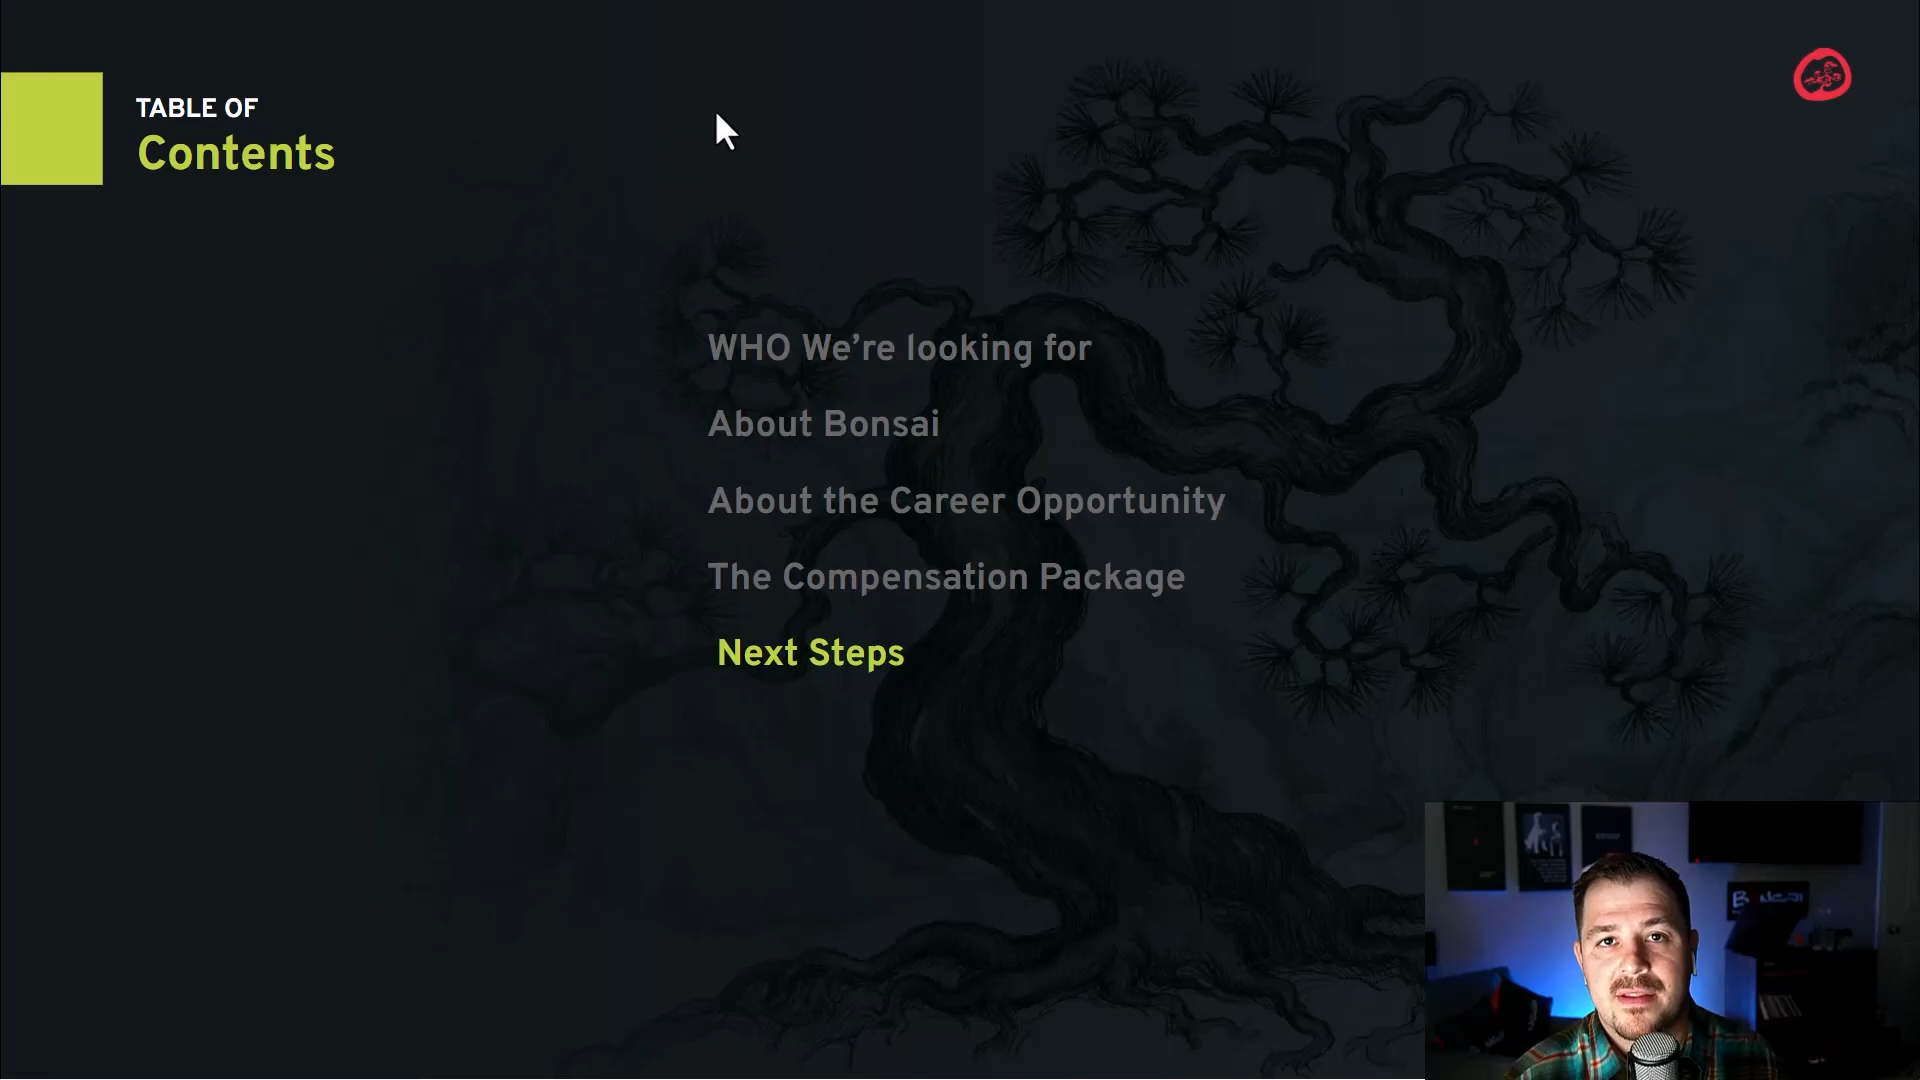 TABLE OF
Contents
WHO We’re looking for
About Bonsai
About the Career Opportunity
The Compensation Package
Next Steps